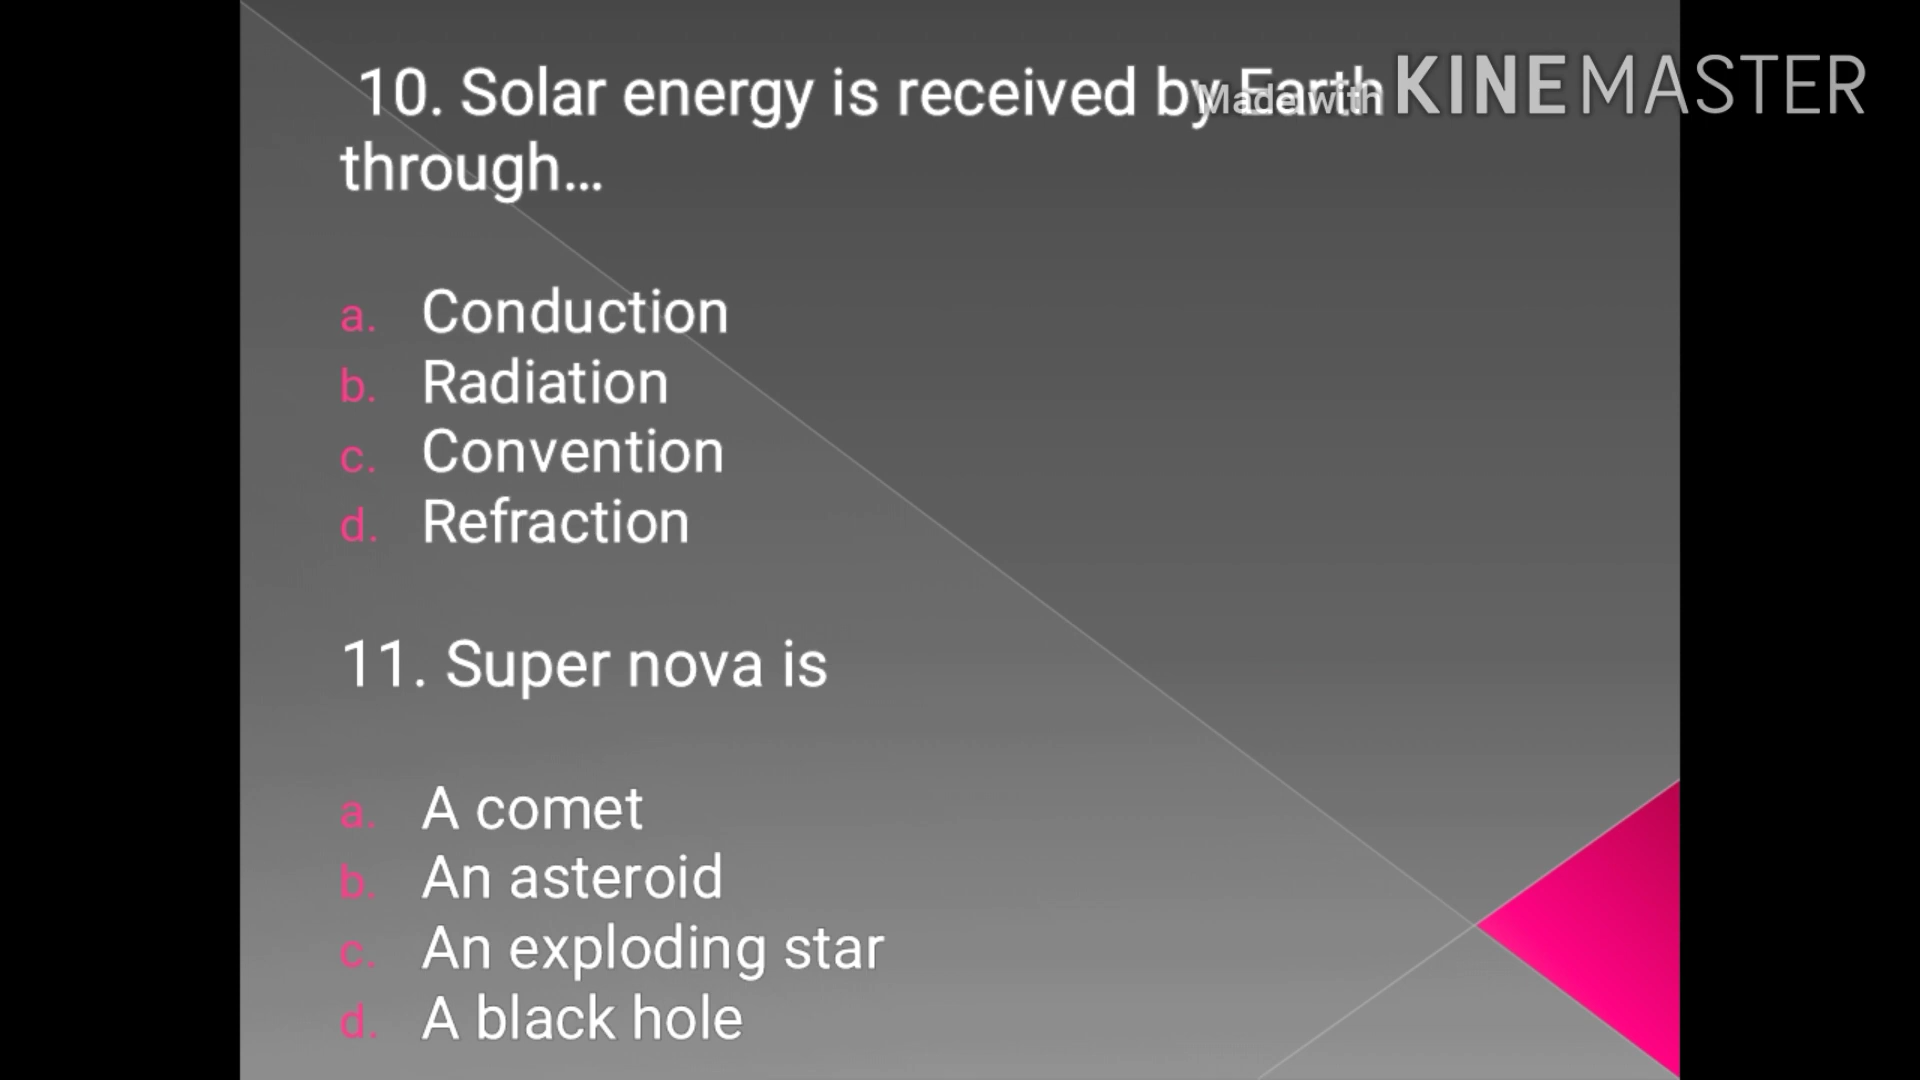 10. Solar energy is received by Earth
Made with KINEMASTER
through...
a. Conduction
b. Radiation
c. Convention
d. Refraction
11. Super nova is
a. A comet
b. An asteroid
c. An exploding star
d. A black hole